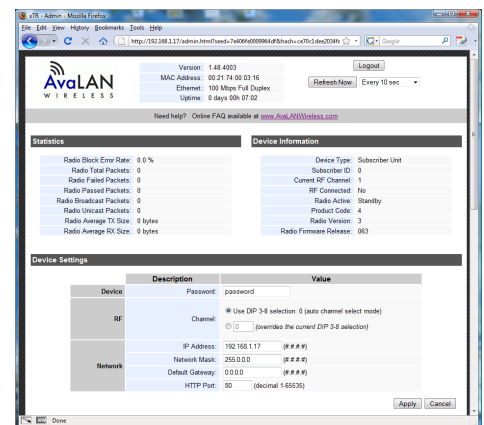 xTR - Admin - Mozilla Firefox
File Edit View History Bookmarks Tools Help
http://192.168.1.17/admin.html?seed=7e406fe0009964df&hash=ce70c1dee2034fe
Google
AvaLAN
WIRELESS
Version: 1.48.4003
MAC Address: 00 21:74:00:03:16
Ethernet: 100 Mbps Full Duplex
Uptime: 0 days 00h 07:02
Logout
Refresh Now Every 10 sec
Need help? Online FAQ available at www.AvaLANWireless.com
Statistics
Radio Block Error Rate: 0.0 %
Radio Total Packets: 0
Radio Failed Packets: 0
Radio Passed Packets: 0
Radio Broadcast Packets: 0
Radio Unicast Packets: 0
Radio Average TX Size: 0 bytes
Radio Average RX Size: 0 bytes
Device Information
Device Type: Subscriber Unit
Subscriber ID: 0
Current RF Channel: 1
RF Connected: No
Radio Active: Standby
Product Code: 4
Radio Version: 3
Radio Firmware Release: 063
Device Settings
Description Value
Device Password: password
RF Channel: Use DIP 3-8 selection: 0 (auto channel select mode)
0 (overrides the current DIP 3-8 selection)
Network
IP Address: 192.168.1.17 (#.#.#.#)
Network Mask: 255.0.0.0 (#.#.#.#)
Default Gateway: 0.0.0.0 (#.#.#.#)
HTTP Port: 80 (decimal 1-65535)
Apply Cancel
Done